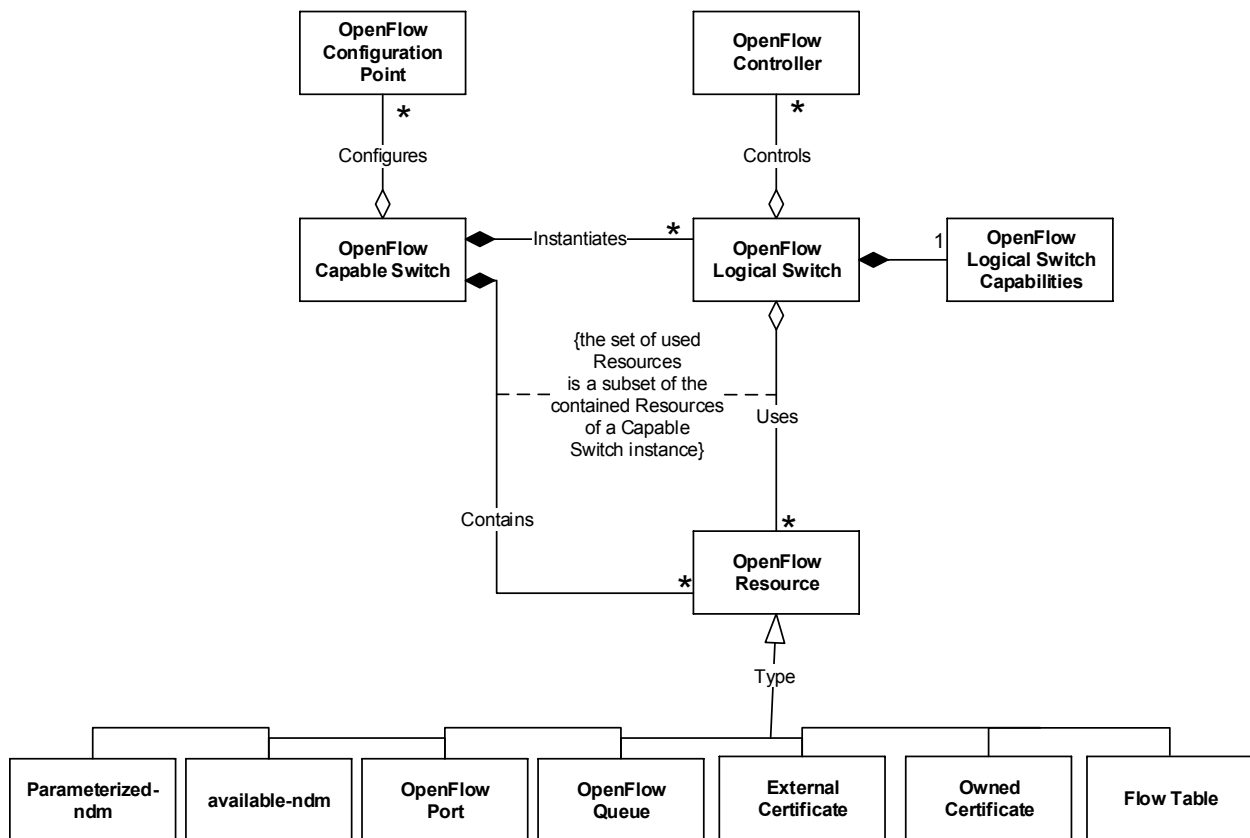 OpenFlow
Configuration
Point
OpenFlow
Controller
*
*
Configures
Controls
OpenFlow
Capable Switch
Instantiates
*
OpenFlow
Logical Switch
1
OpenFlow
Logical Switch
Capabilities
{the set of used
Resources
is a subset of the
contained Resources
of a Capable
Switch instance}
Uses
Contains
*
*
OpenFlow
Resource
Type
Parameterized-
ndm
available-ndm
OpenFlow
Port
OpenFlow
Queue
External
Certificate
Owned
Certificate
Flow Table